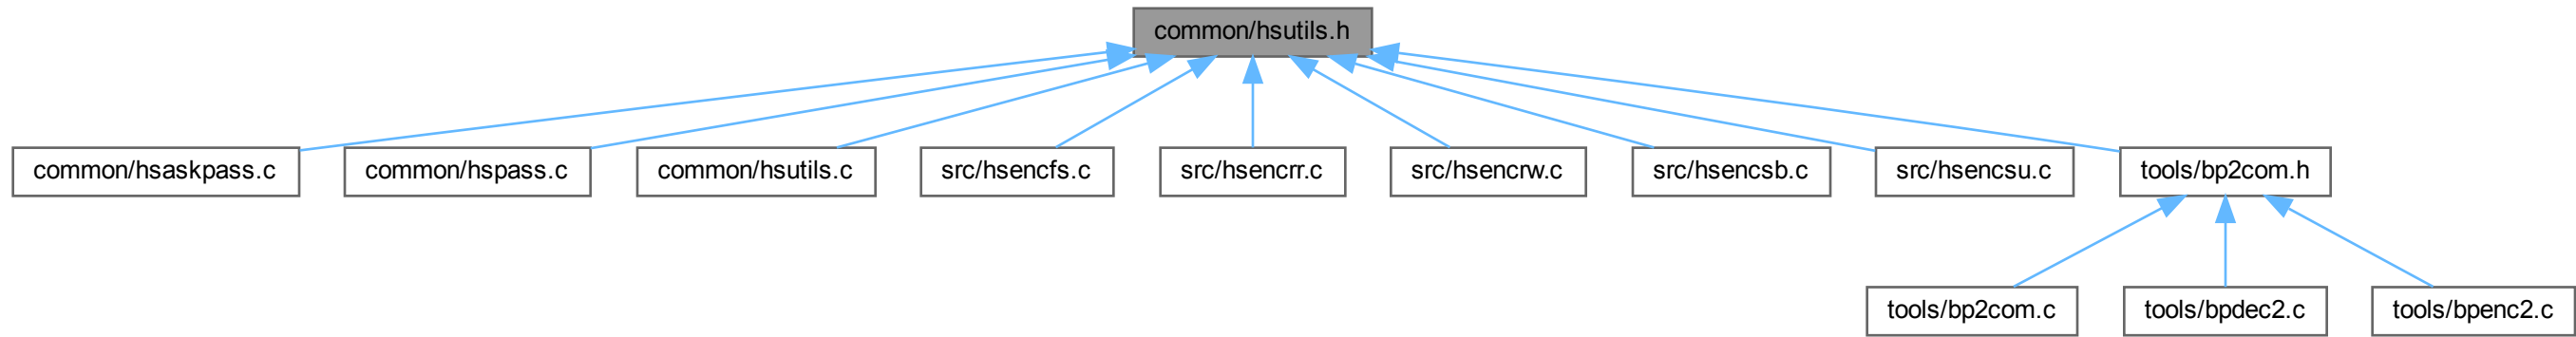 common/hsutils.h
common/hsaskpass.c
common/hspass.c
common/hsutils.c
src/hsencfs.c
src/hsencrr.c
src/hsencrw.c
src/hsencsb.c
src/hsencsu.c
tools/bp2com.h
tools/bp2com.c
tools/bpdec2.c
tools/bpenc2.c